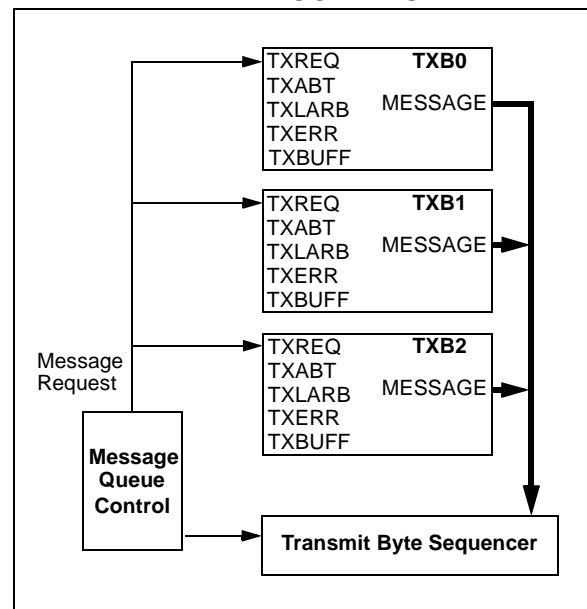 TXREQ TXB0
TXABT
TXLARB MESSAGE
TXERR
TXBUFF
TXREQ TXB1
TXABT
TXLARB MESSAGE
TXERR
TXBUFF
TXREQ TXB2
TXABT
TXLARB MESSAGE
TXERR
TXBUFF
Message
Request
Message
Queue
Control
Transmit Byte Sequencer